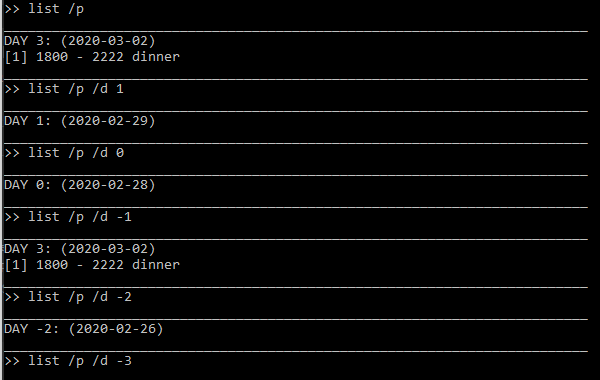 >> list /p
DAY 3: (2020-03-02)
[1] 1800 - 2222 dinner
>> list /p /d 1
DAY 1: (2020-02-29)
>> list /p /d 0
DAY 0: (2020-02-28)
>> list /p /d -1
DAY 3: (2020-03-02)
[1] 1800 - 2222 dinner
>> list /p /d -2
DAY -2: (2020-02-26)
>> list /p /d -3